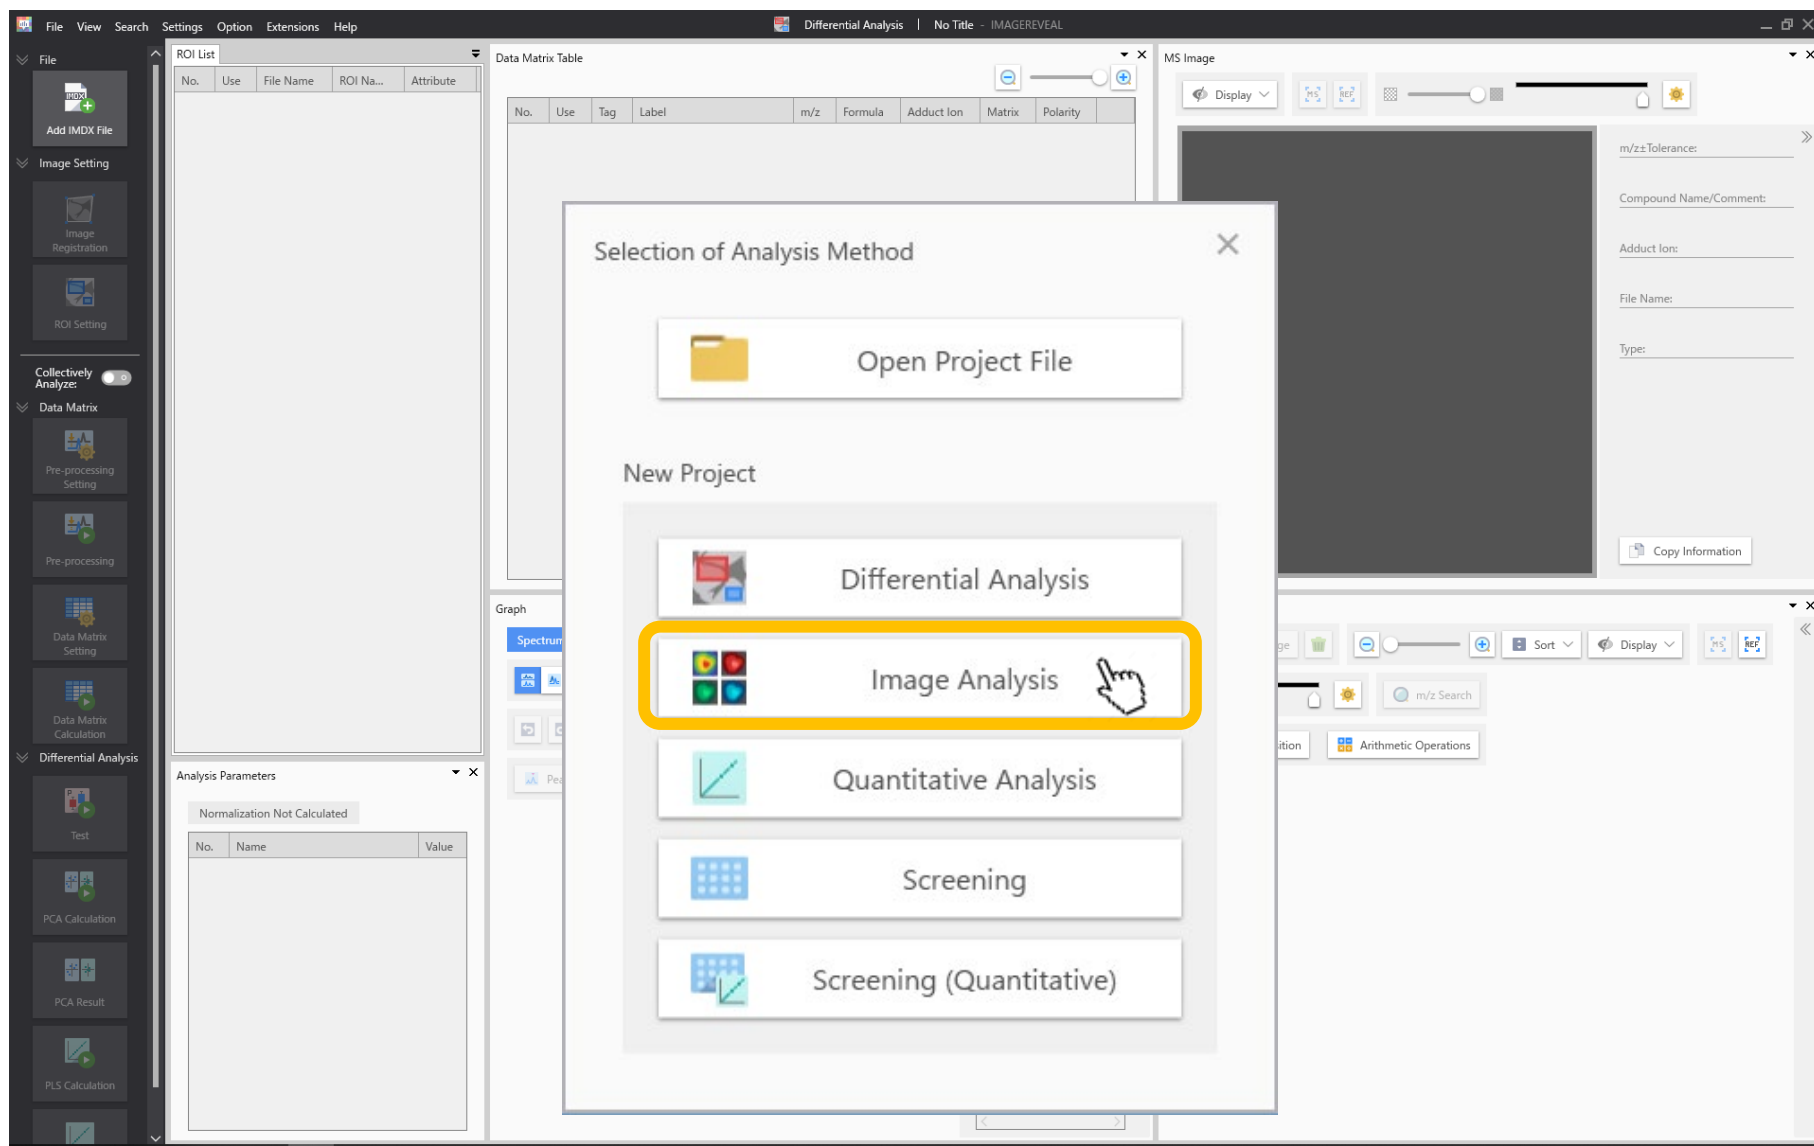 File View Search Settings Option Extensions Help
Differential Analysis | No Title - IMAGEREVEAL
File
Add IMDX File
Image Setting
Image
Registration
ROI Setting
Collectively
Analyze:
Data Matrix
Pre-processing
Setting
Pre-processing
Data Matrix
Setting
Data Matrix
Calculation
Differential Analysis
Test
PCA Calculation
PCA Result
PLS Calculation
ROI List
No. Use File Name ROI Na... Attribute
Analysis Parameters
Normalization Not Calculated
No. Name Value
Data Matrix Table
No. Use Tag Label m/z Formula Adduct Ion Matrix Polarity
Graph
Spectrum
MS Image
Display MS REF
m/z±Tolerance:
Compound Name/Comment:
Adduct Ion:
File Name:
Type:
Copy Information
Sort Display MS REF
m/z Search
Arithmetic Operations
Selection of Analysis Method
Open Project File
New Project
Differential Analysis
Image Analysis
Quantitative Analysis
Screening
Screening (Quantitative)